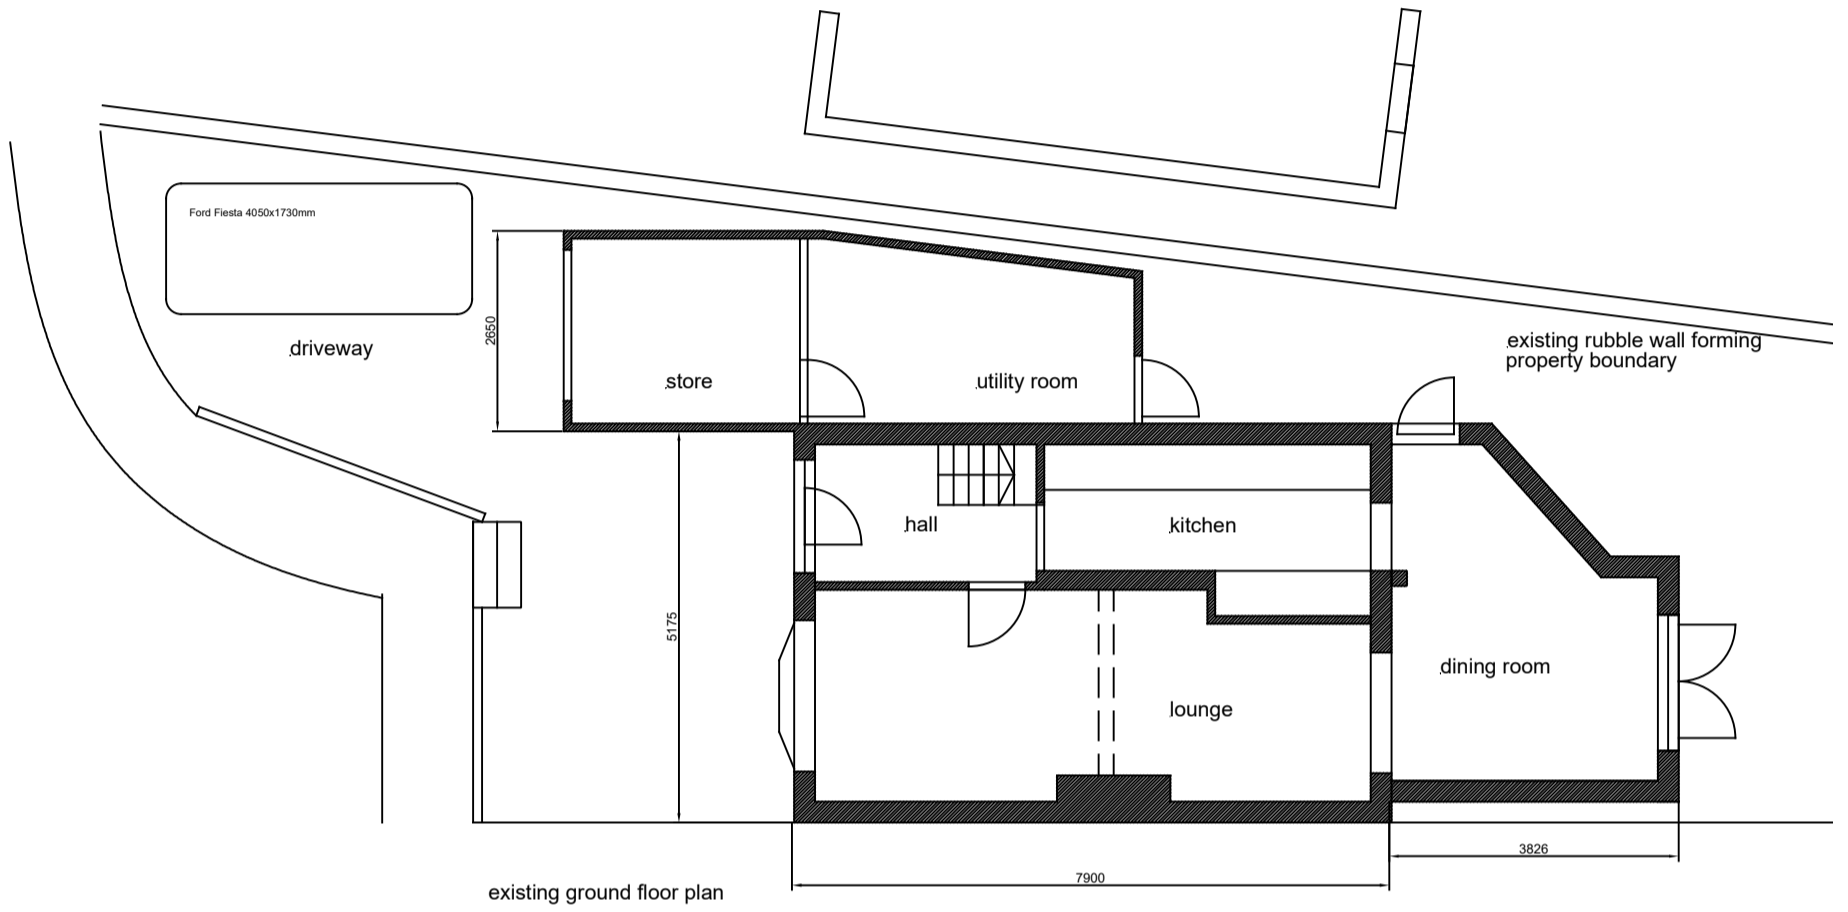 Ford Fiesta 4050x1730mm
driveway
2650
store
utility room
existing rubble wall forming
property boundary
hall
kitchen
5175
dining room
lounge
3826
7900
existing ground floor plan